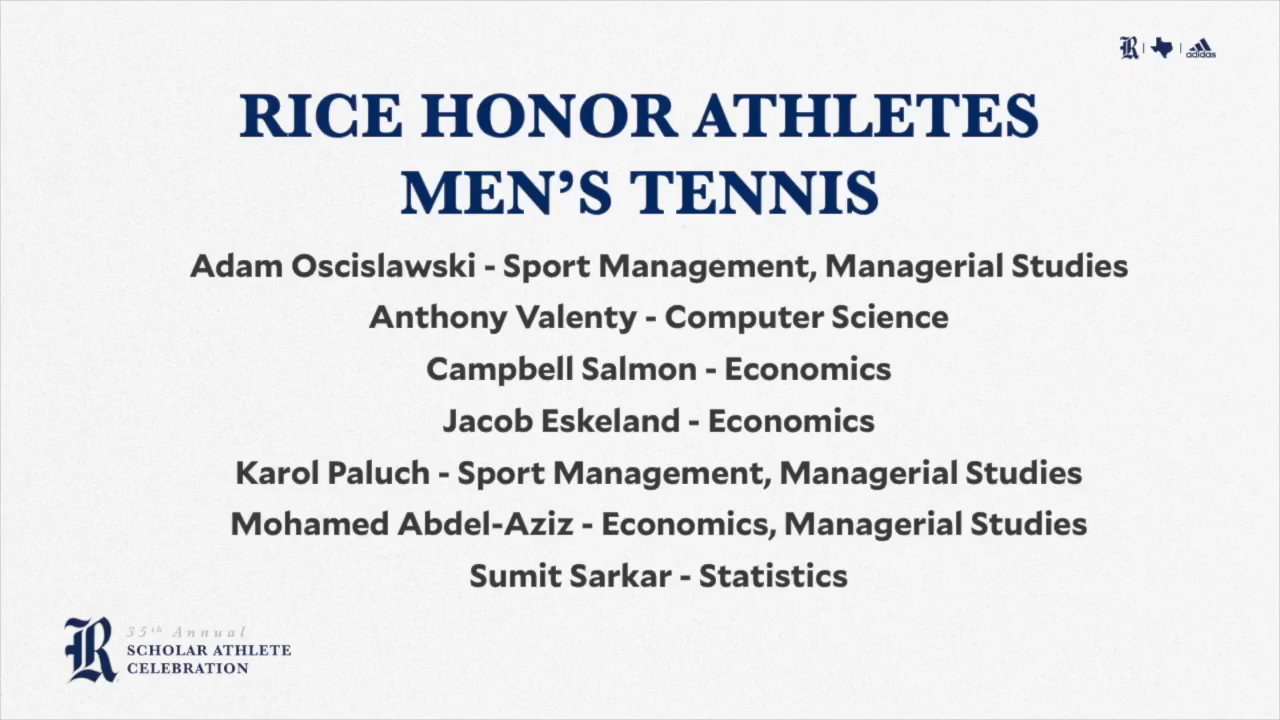 R | | adidas
RICE HONOR ATHLETES
MEN'S TENNIS
Adam Oscislawski - Sport Management, Managerial Studies
Anthony Valenty - Computer Science
Campbell Salmon - Economics
Jacob Eskeland - Economics
Karol Paluch - Sport Management, Managerial Studies
Mohamed Abdel-Aziz - Economics, Managerial Studies
Sumit Sarkar - Statistics
R
35th Annual
SCHOLAR ATHLETE
CELEBRATION